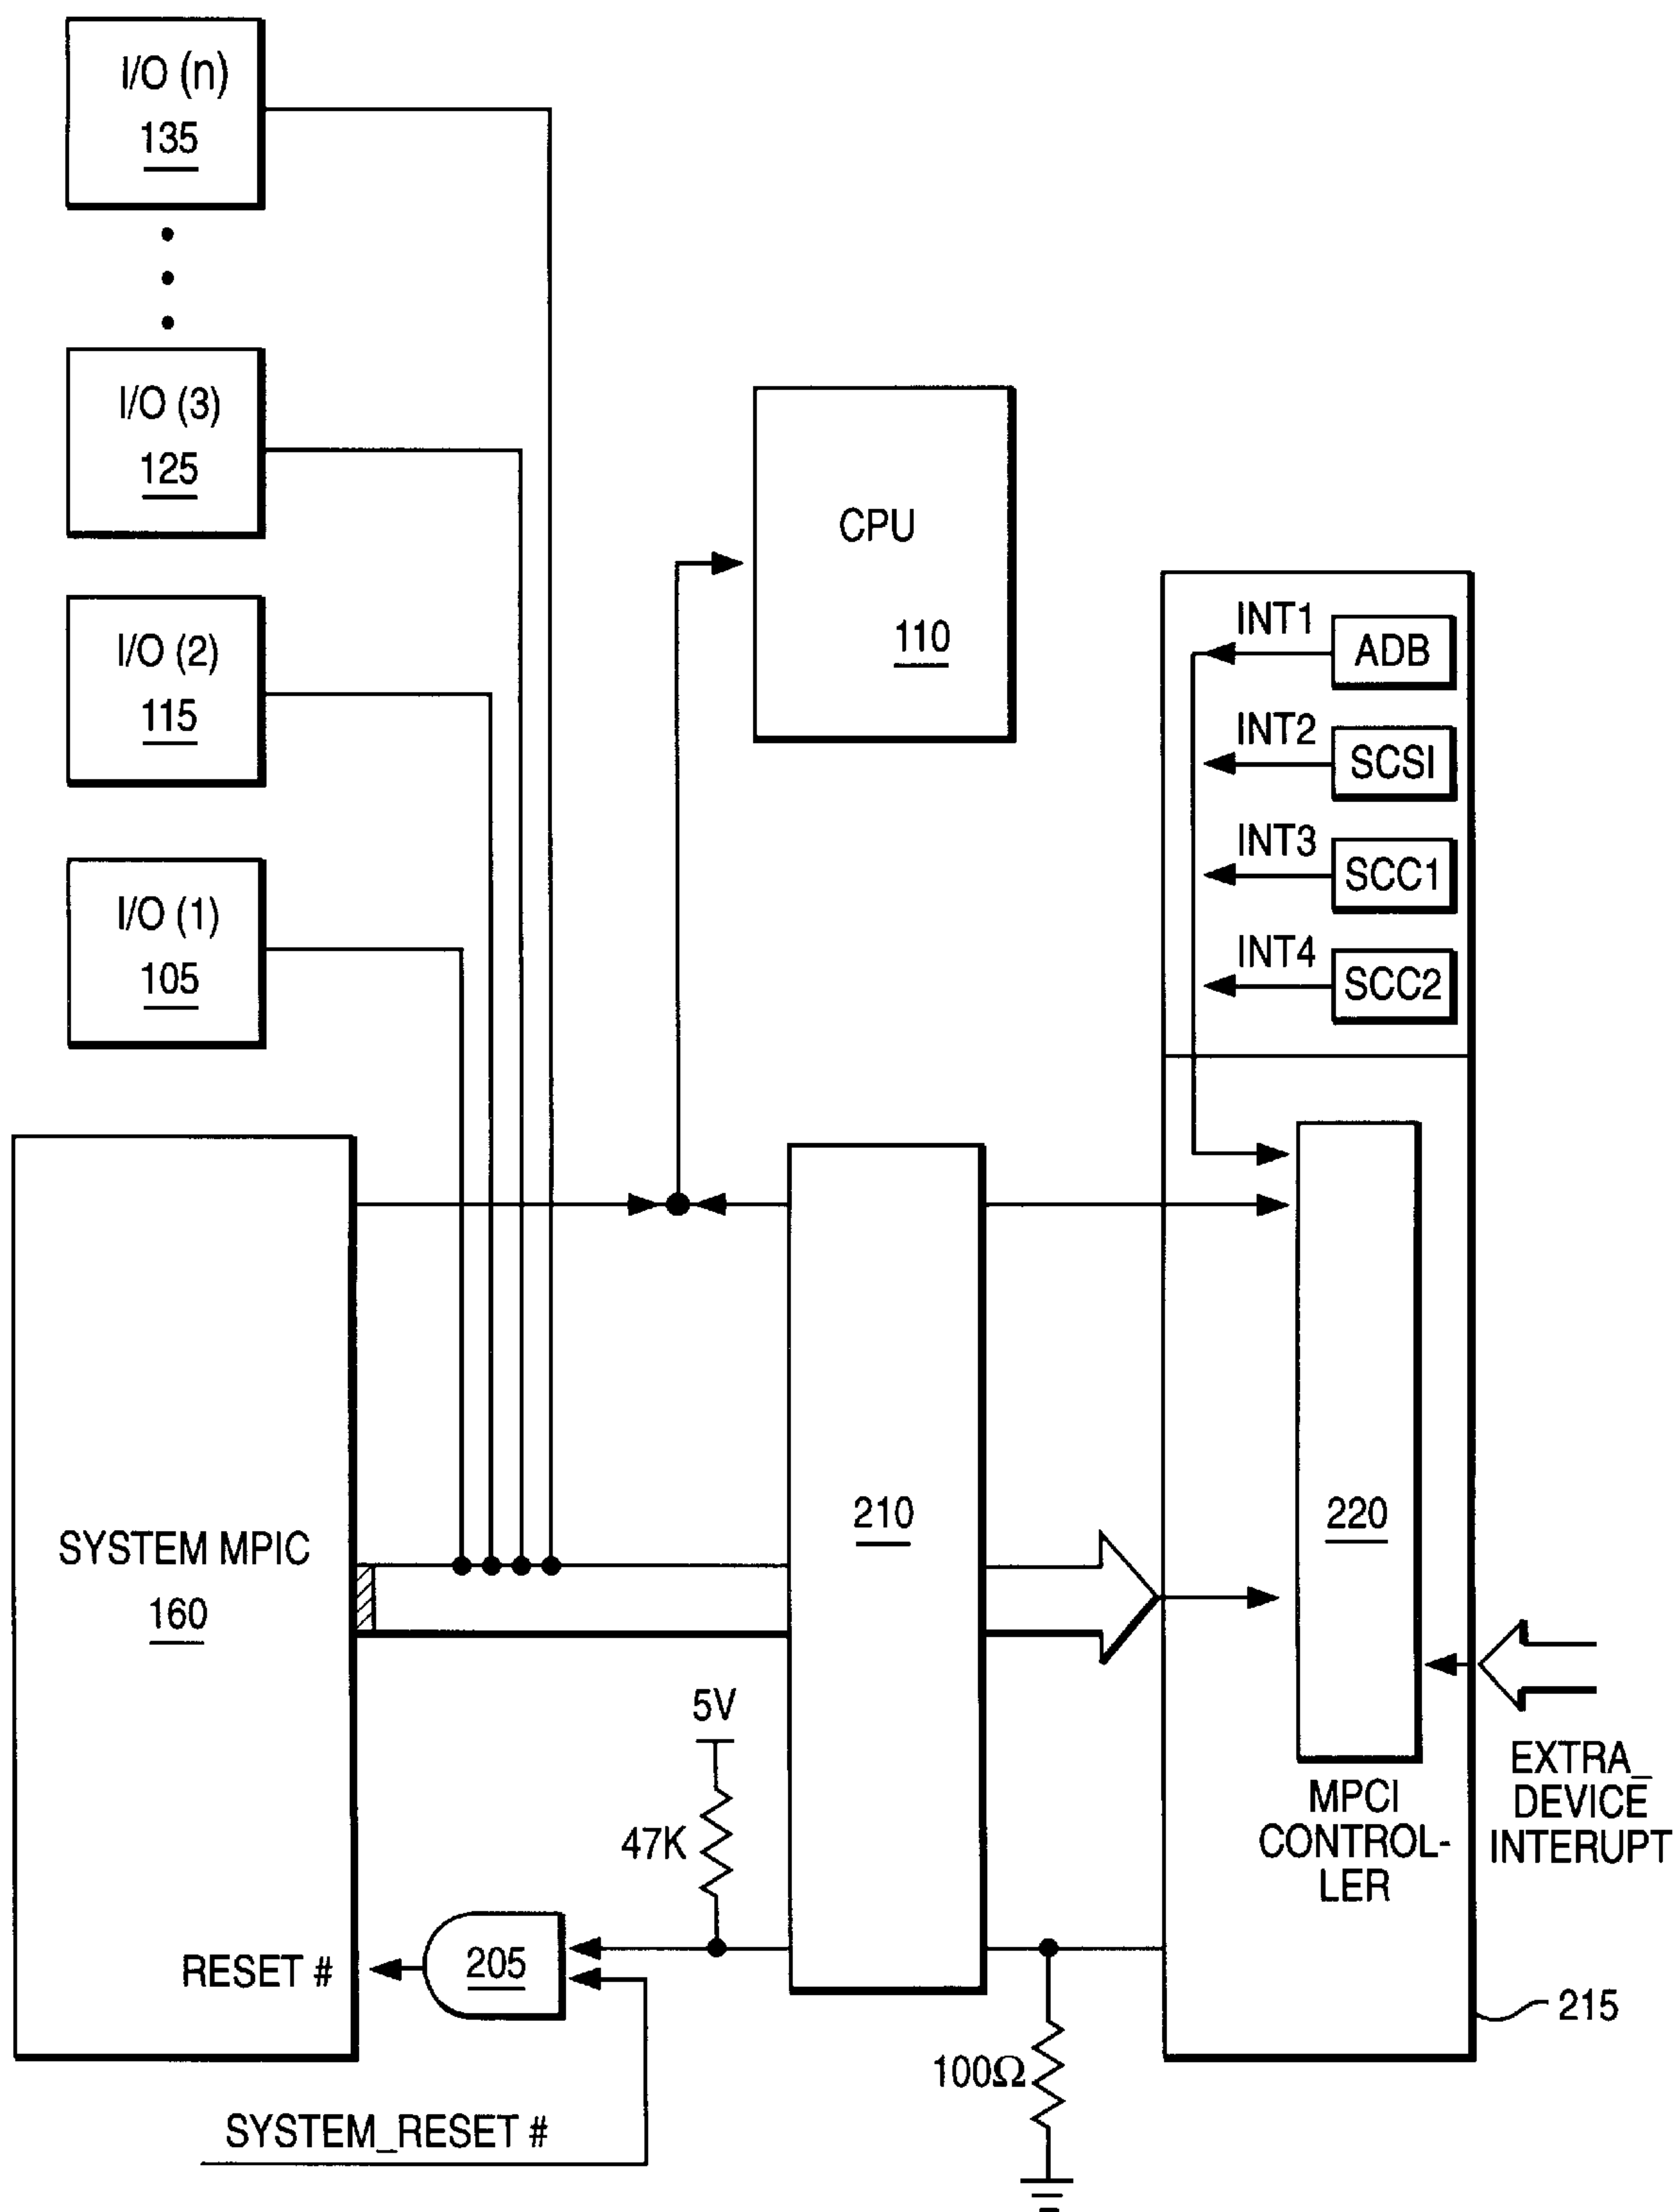 I/O (n)
135
I/O (3)
125
I/O (2)
115
I/O (1)
105
CPU
110
INT1
ADB
INT2
SCSI
INT3
SCC1
INT4
SCC2
SYSTEM MPIC
160
RESET #
210
220
MPCI
CONTROL-
LER
EXTRA_
DEVICE
INTERUPT
5V
47K
205
215
100Ω
SYSTEM_RESET #